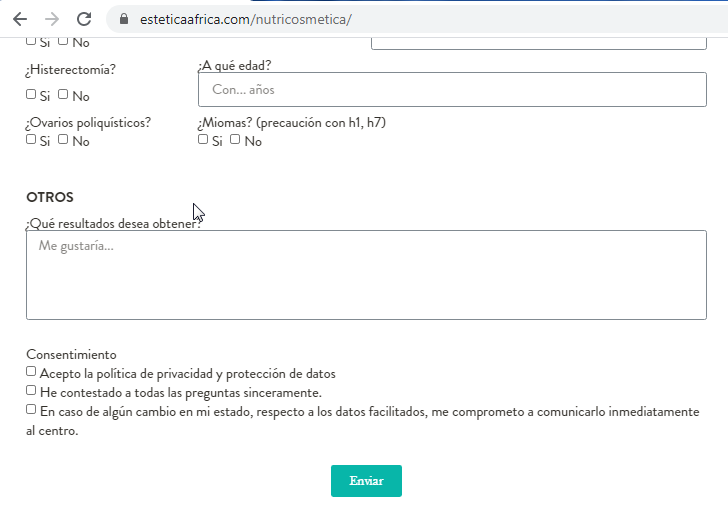 esteticaafrica.com/nutricosmetica/
Si No
¿Histerectomía? ¿A qué edad?
Si No Con... años
¿Ovarios poliquísticos? ¿Miomas? (precaución con h1, h7)
Si No Si No
OTROS
¿Qué resultados desea obtener?
Me gustaría...
Consentimiento
Acepto la política de privacidad y protección de datos
He contestado a todas las preguntas sinceramente.
En caso de algún cambio en mi estado, respecto a los datos facilitados, me comprometo a comunicarlo inmediatamente
al centro.
Enviar